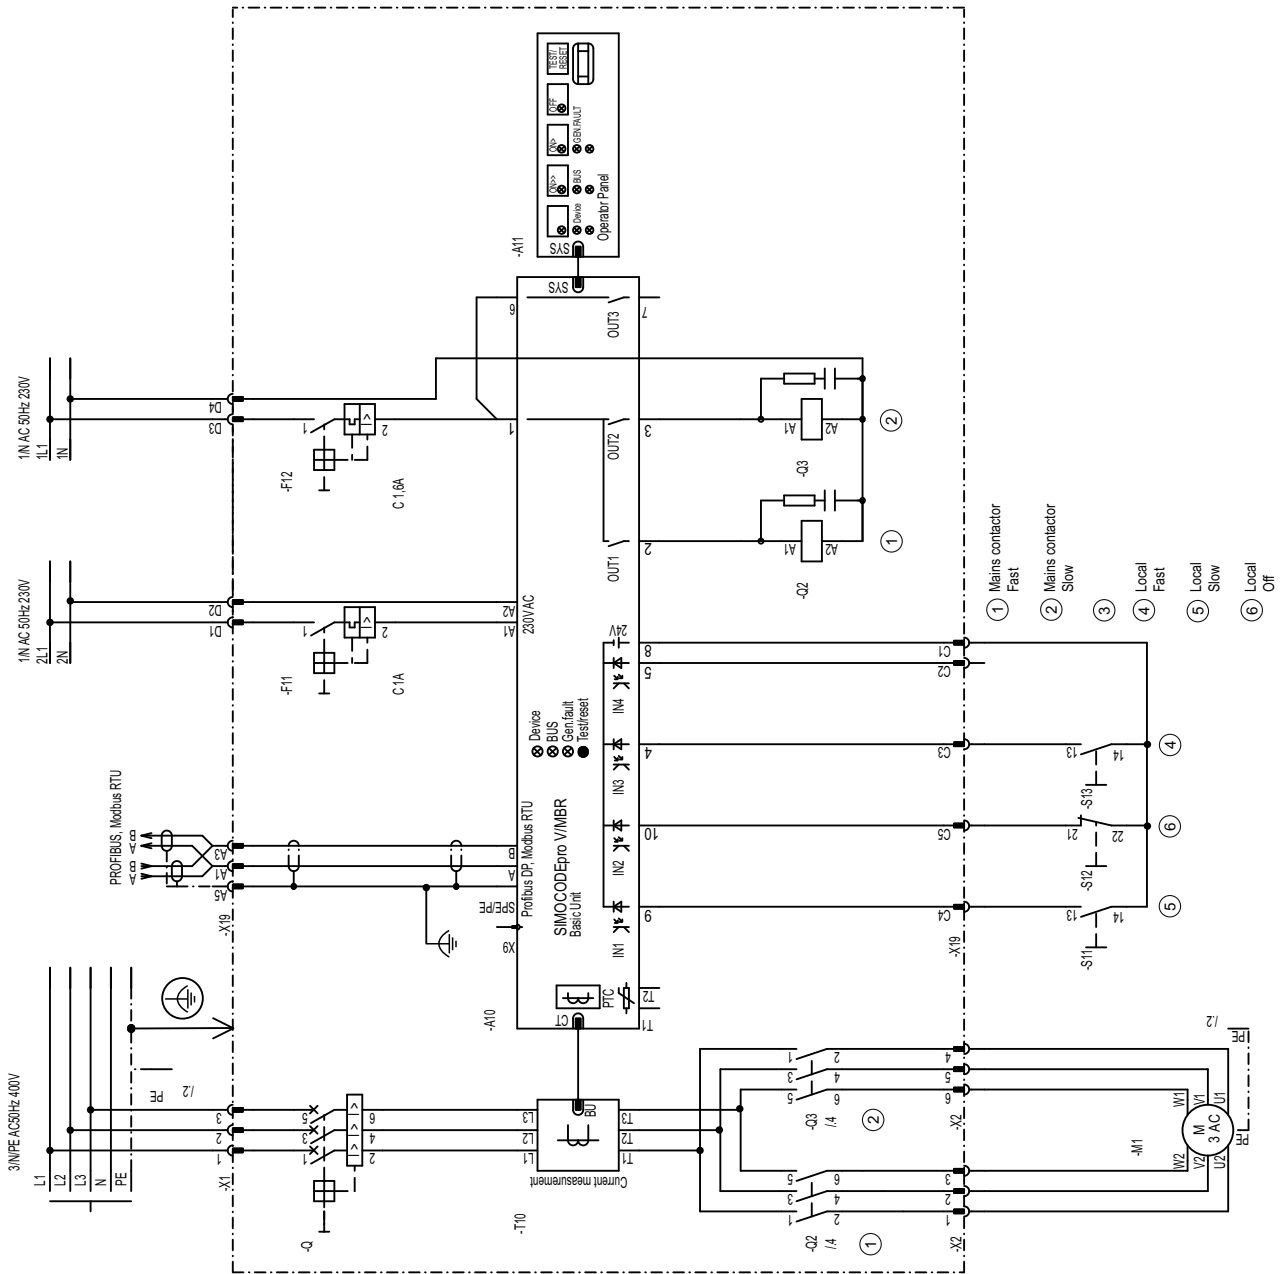 3/N/PE AC50Hz 400V
L1
L2
L3
N
PE
PE
/.2
-X1
1
2
3
-Q
1
3
5
2
4
6
I>
I>
I>
-T10
L1
L2
L3
BU
T1
T2
T3
Current measurement
-Q2
/.4
1
3
5
2
4
6
1
-Q3
/.4
5
3
1
6
4
2
2
-X2
1
2
3
-X2
6
5
4
-M1
W2
V2
U2
W1
V1
U1
M
3 AC
PE
PE
/.2
PROFIBUS, Modbus RTU
A
B
A
B
-X19
A5
A1
A3
X9
SPE/PE
A
B
Profibus DP, Modbus RTU
-A10
SIMOCODEpro V/MBR
Basic Unit
Device
BUS
Gen.fault
Test/reset
CT
PTC
T1
T2
IN1
IN2
IN3
IN4
24V
9
10
4
5
8
-X19
C4
C5
C3
C2
C1
-S11
13
14
5
-S12
21
22
6
-S13
13
14
4
1/N AC 50Hz 230V
2L1
2N
D1
D2
-F11
1
2
I>
C 1A
A1
A2
230V AC
1/N AC 50Hz 230V
1L1
1N
D3
D4
-F12
1
2
I>
C 1,6A
1
6
OUT1
OUT2
OUT3
2
3
7
-Q2
A1
A2
1
-Q3
A1
A2
2
SYS
-A11
SYS
Device
BUS
GEN.FAULT
ON>>
ON>
OFF
TEST/
RESET
Operator Panel
1 Mains contactor
Fast
2 Mains contactor
Slow
3
4 Local
Fast
5 Local
Slow
6 Local
Off